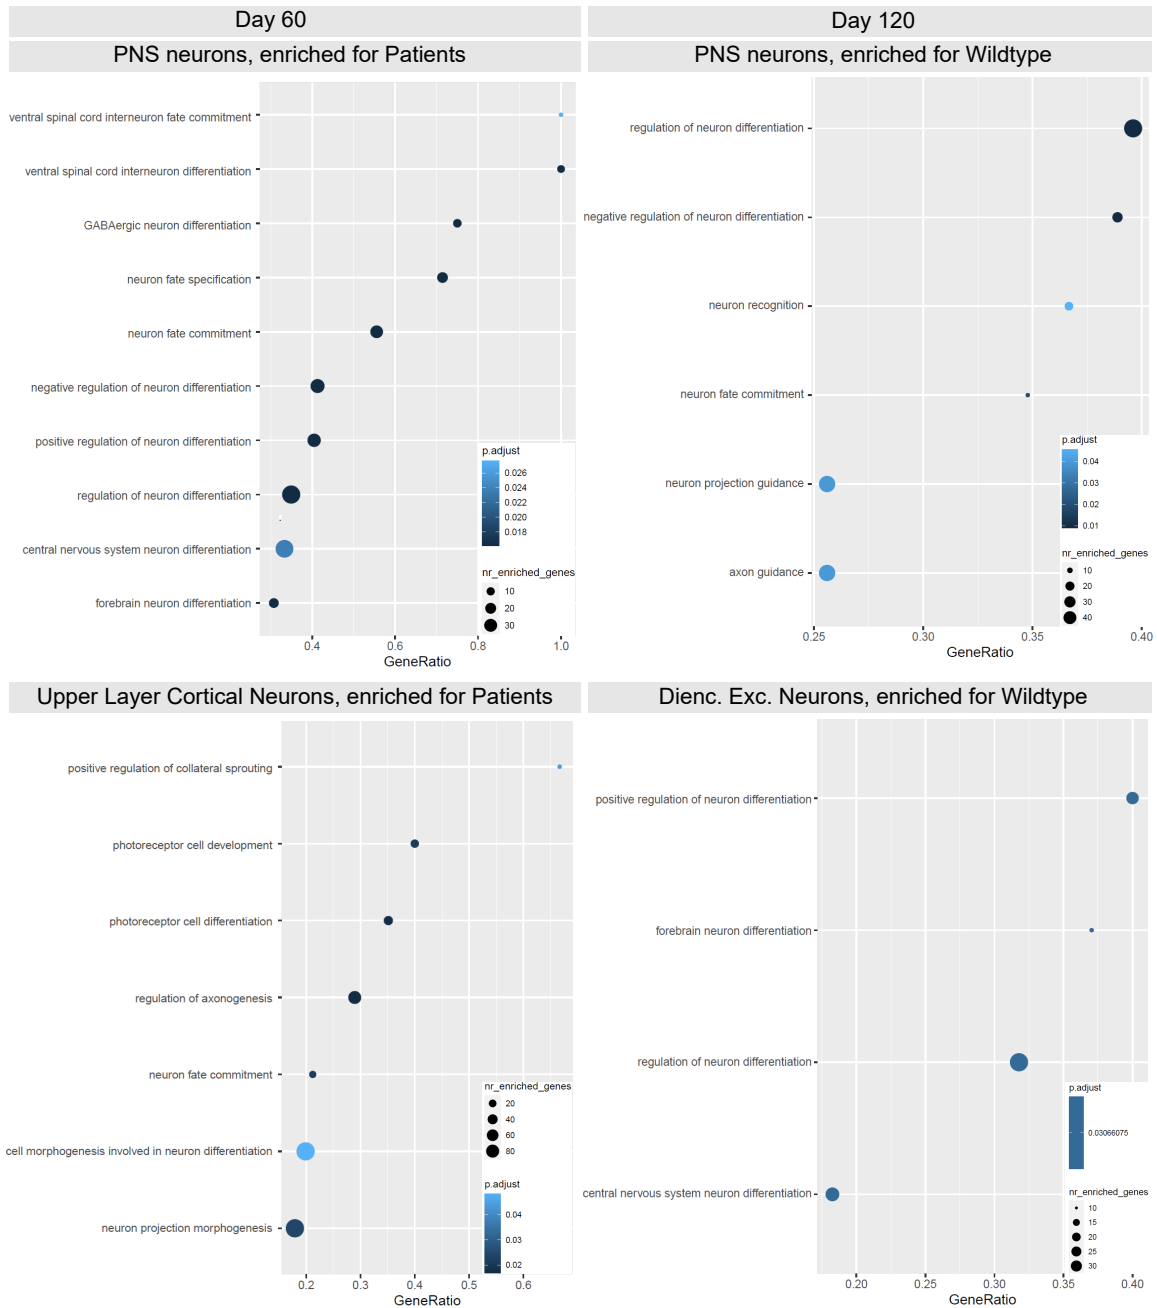 Day 60
PNS neurons, enriched for Patients
ventral spinal cord interneuron fate commitment
ventral spinal cord interneuron differentiation
GABAergic neuron differentiation
neuron fate specification
neuron fate commitment
negative regulation of neuron differentiation
positive regulation of neuron differentiation
regulation of neuron differentiation
central nervous system neuron differentiation
forebrain neuron differentiation
p.adjust
0.026
0.024
0.022
0.020
0.018
nr_enriched_genes
10
20
30
0.4 0.6 0.8 1.0
GeneRatio
Day 120
PNS neurons, enriched for Wildtype
regulation of neuron differentiation
negative regulation of neuron differentiation
neuron recognition
neuron fate commitment
neuron projection guidance
axon guidance
p.adjust
0.04
0.03
0.02
0.01
nr_enriched_genes
10
20
30
40
0.25 0.30 0.35 0.40
GeneRatio
Upper Layer Cortical Neurons, enriched for Patients
positive regulation of collateral sprouting
photoreceptor cell development
photoreceptor cell differentiation
regulation of axonogenesis
neuron fate commitment
cell morphogenesis involved in neuron differentiation
neuron projection morphogenesis
nr_enriched_genes
20
40
60
80
p.adjust
0.04
0.03
0.02
0.2 0.3 0.4 0.5 0.6
GeneRatio
Dienc. Exc. Neurons, enriched for Wildtype
positive regulation of neuron differentiation
forebrain neuron differentiation
regulation of neuron differentiation
central nervous system neuron differentiation
p.adjust
0.03066075
nr_enriched_genes
10
15
20
25
30
0.20 0.25 0.30 0.35 0.40
GeneRatio